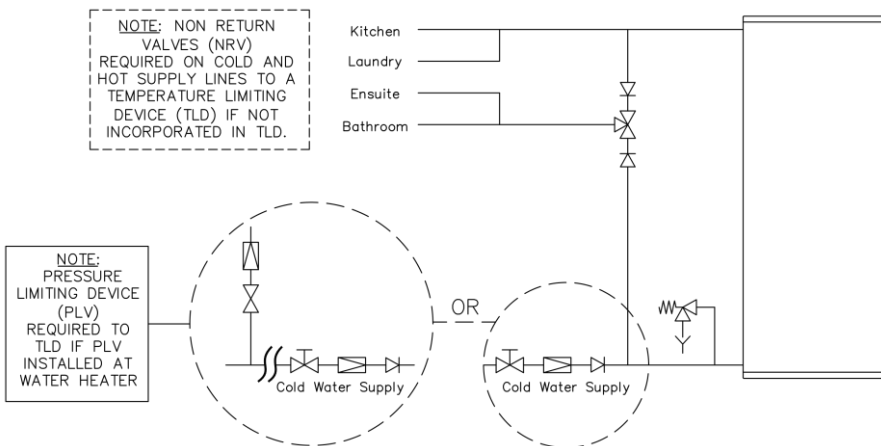 NOTE: NON RETURN
VALVES (NRV)
REQUIRED ON COLD AND
HOT SUPPLY LINES TO A
TEMPERATURE LIMITING
DEVICE (TLD) IF NOT
INCORPORATED IN TLD.
Kitchen
Laundry
Ensuite
Bathroom
NOTE:
PRESSURE
LIMITING DEVICE
(PLV)
REQUIRED TO
TLD IF PLV
INSTALLED AT
WATER HEATER
OR
Cold Water Supply
Cold Water Supply